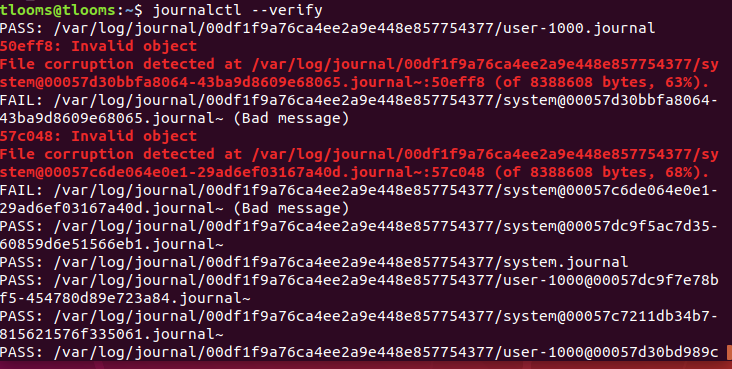 tlooms@tlooms:~$ journalctl --verify
PASS: /var/log/journal/00df1f9a76ca4ee2a9e448e857754377/user-1000.journal
50eff8: Invalid object
File corruption detected at /var/log/journal/00df1f9a76ca4ee2a9e448e857754377/sy
stem@00057d30bbfa8064-43ba9d8609e68065.journal~:50eff8 (of 8388608 bytes, 63%).
FAIL: /var/log/journal/00df1f9a76ca4ee2a9e448e857754377/system@00057d30bbfa8064-
43ba9d8609e68065.journal~ (Bad message)
57c048: Invalid object
File corruption detected at /var/log/journal/00df1f9a76ca4ee2a9e448e857754377/sy
stem@00057c6de064e0e1-29ad6ef03167a40d.journal~:57c048 (of 8388608 bytes, 68%).
FAIL: /var/log/journal/00df1f9a76ca4ee2a9e448e857754377/system@00057c6de064e0e1-
29ad6ef03167a40d.journal~ (Bad message)
PASS: /var/log/journal/00df1f9a76ca4ee2a9e448e857754377/system@00057dc9f5ac7d35-
60859d6e51566eb1.journal~
PASS: /var/log/journal/00df1f9a76ca4ee2a9e448e857754377/system.journal
PASS: /var/log/journal/00df1f9a76ca4ee2a9e448e857754377/user-1000@00057dc9f7e78b
f5-454780d89e723a84.journal~
PASS: /var/log/journal/00df1f9a76ca4ee2a9e448e857754377/system@00057c7211db34b7-
815621576f335061.journal~
PASS: /var/log/journal/00df1f9a76ca4ee2a9e448e857754377/user-1000@00057d30bd989c